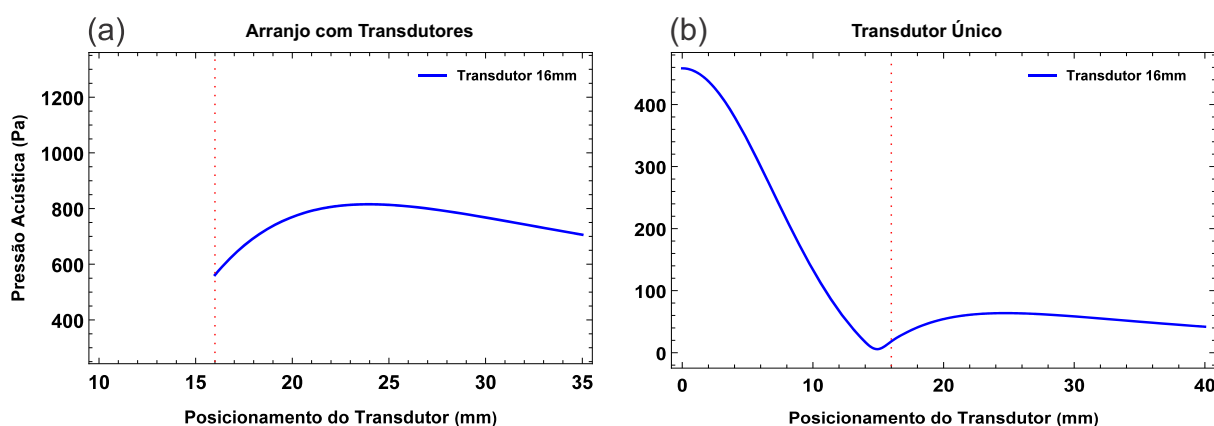 (a)
Arranjo com Transdutores
Transdutor 16mm
Pressão Acústica (Pa)
1200
1000
800
600
400
10 15 20 25 30 35
Posicionamento do Transdutor (mm)
(b)
Transdutor Único
Transdutor 16mm
400
300
200
100
0
0 10 20 30 40
Posicionamento do Transdutor (mm)